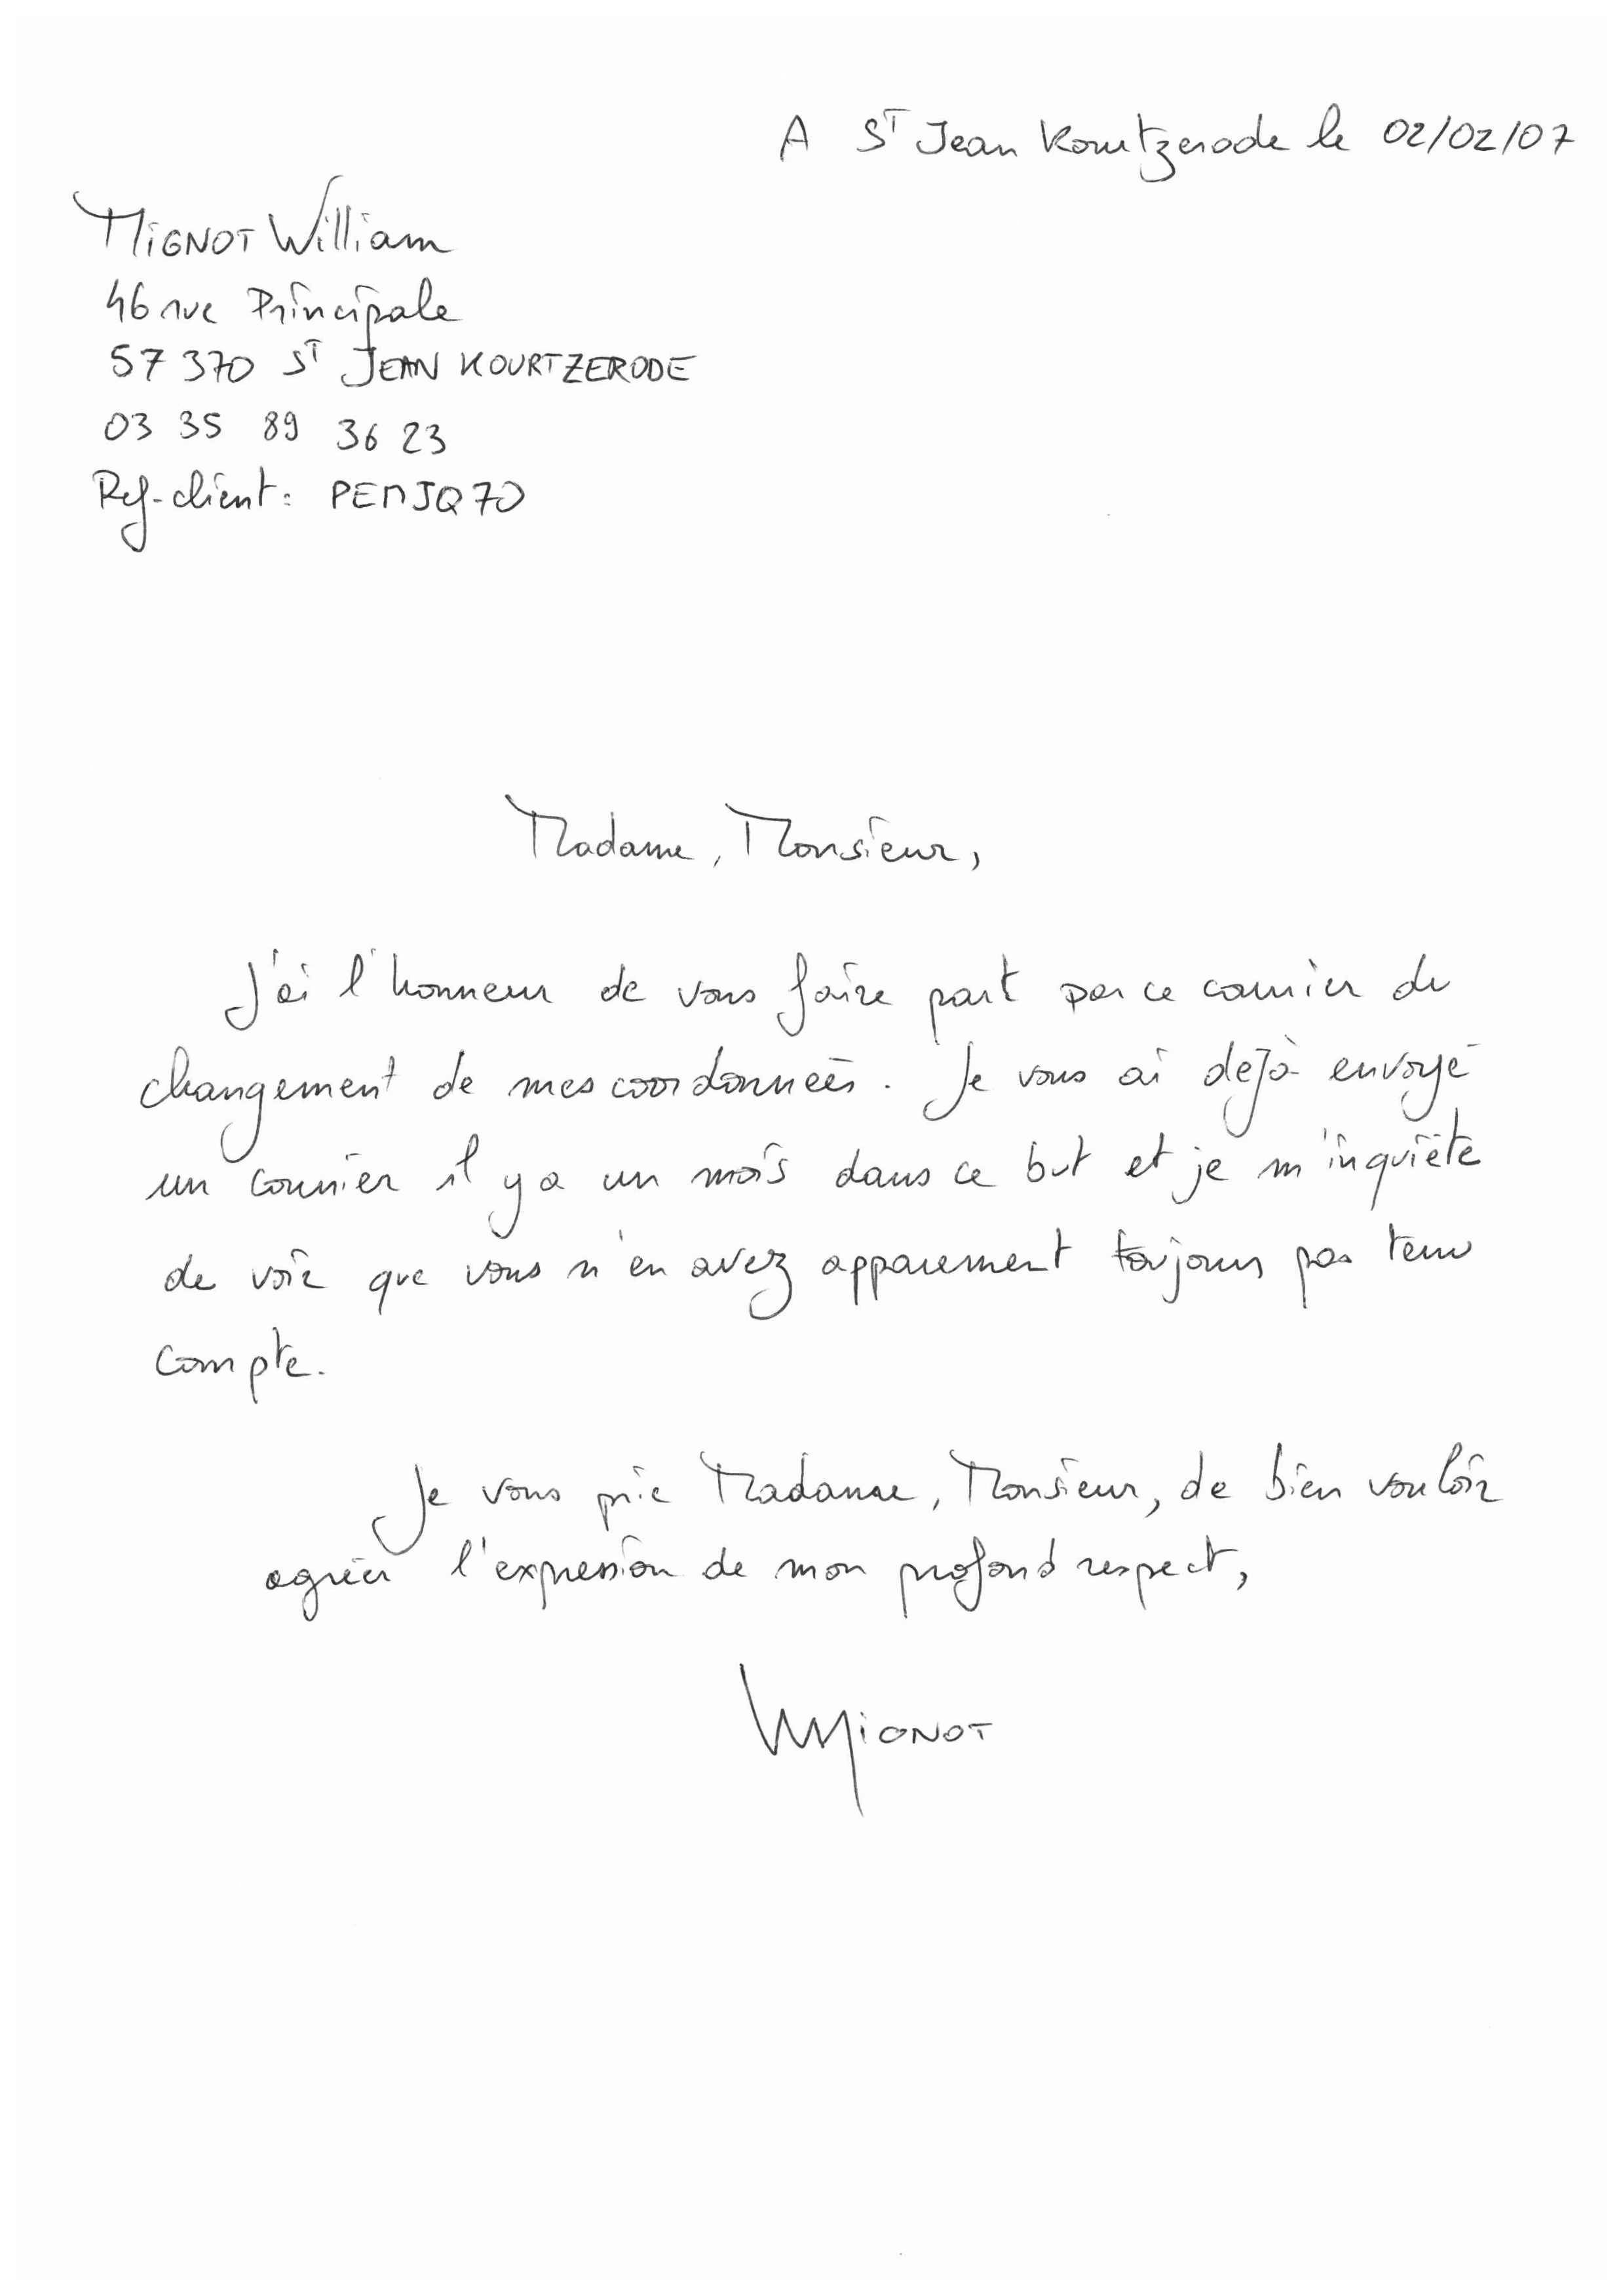 A St Jean Kourtzerode le 02/02/07
MIGNOT William
46 rue Principale
57 370 St JEAN KOURTZERODE
03 35 89 36 23
Ref-client : PEMJQ70
Madame, Monsieur,
J'ai l'honneur de vous faire part par ce courrier du
changement de mes coordonnées. Je vous ai déjà envoyé
un courrier il y a un mois dans ce but et je m'inquiète
de voir que vous n'en avez apparement toujours pas tenu
compte.
Je vous prie Madame, Monsieur, de bien vouloir
agréer l'expression de mon profond respect,
WMIGNOT